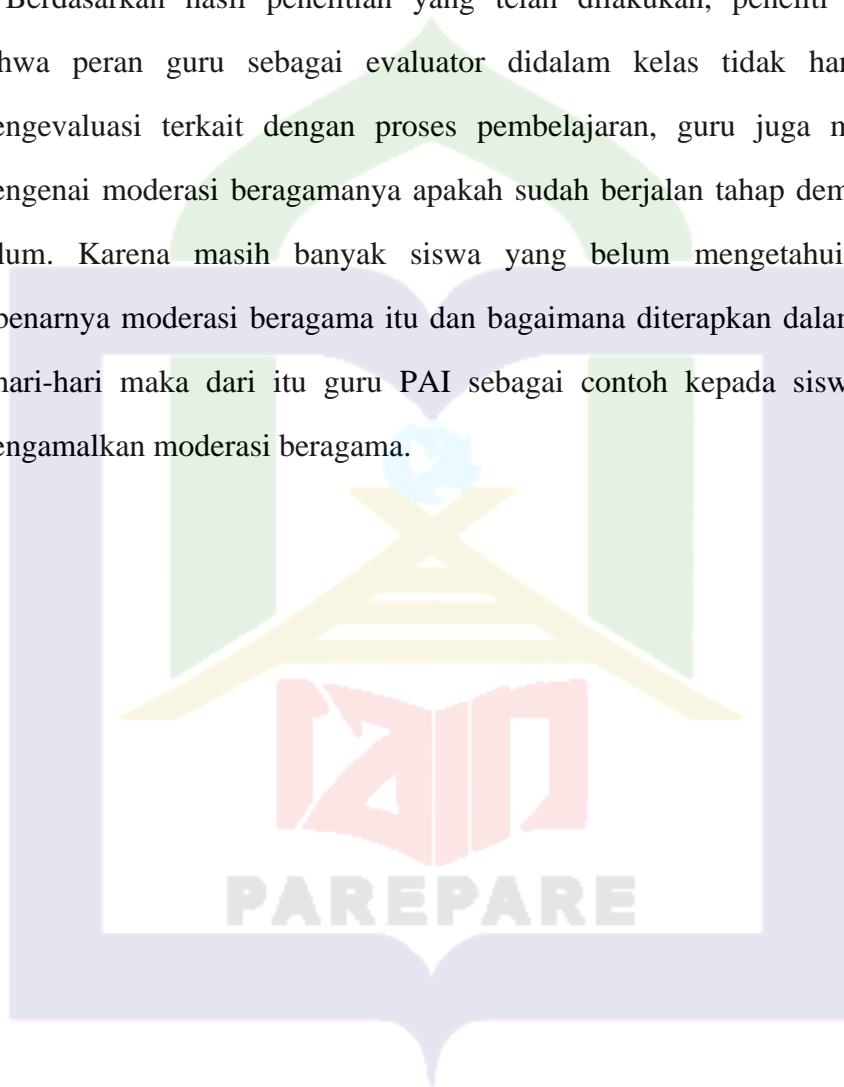 Berdasarkan hasil penelitian yang telah dilakukan, peneliti
hwa peran guru sebagai evaluator didalam kelas tidak har
engevaluasi terkait dengan proses pembelajaran, guru juga m
engenai moderasi beragamanya apakah sudah berjalan tahap dem
lum. Karena masih banyak siswa yang belum mengetahui
benarnya moderasi beragama itu dan bagaimana diterapkan dalam
hari-hari maka dari itu guru PAI sebagai contoh kepada sisw
engamalkan moderasi beragama.
iain
PAREPARE